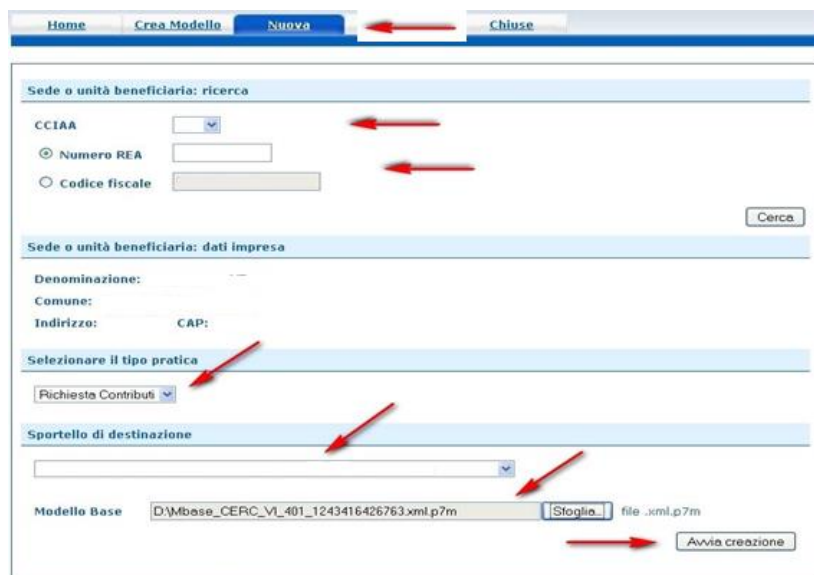 Home Crea Modello Nuova Chiuse
Sede o unità beneficiaria: ricerca
CCIAA
Numero REA
Codice fiscale
Cerca
Sede o unità beneficiaria: dati impresa
Denominazione:
Comune:
Indirizzo: CAP:
Selezionare il tipo pratica
Richiesta Contributi
Sportello di destinazione
Modello Base D:\Mbase_CERC_VI_401_1243416426763.xml.p7m Sfoglia.. file .xml.p7m
Avvia creazione